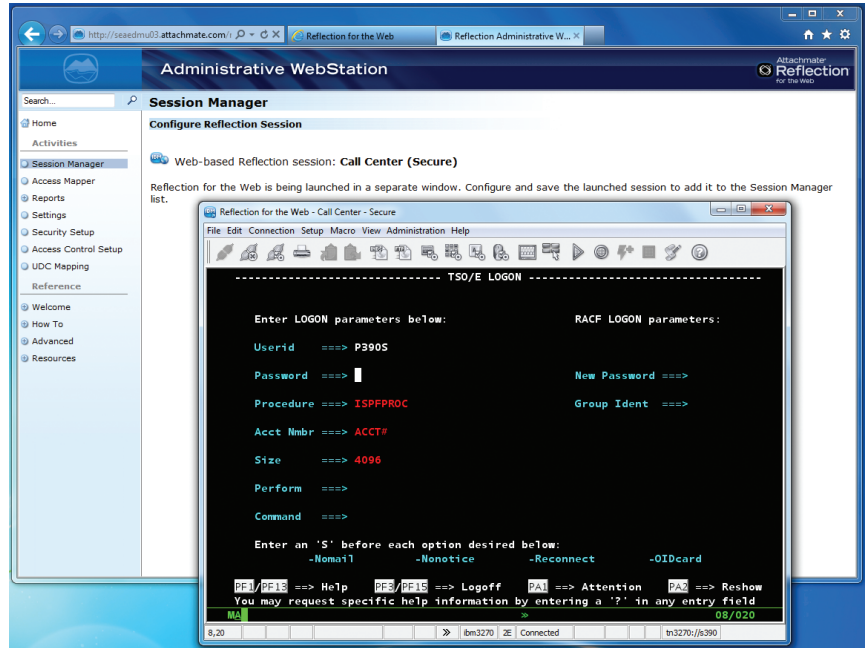 http://seaedmu03.attachmate.com/r
Reflection for the Web
Reflection Administrative W...
Administrative WebStation
Attachmate
Reflection
for the Web
Search...
Session Manager
Home
Configure Reflection Session
Activities
Session Manager
Web-based Reflection session: Call Center (Secure)
Access Mapper
Reflection for the Web is being launched in a separate window. Configure and save the launched session to add it to the Session Manager
list.
Reports
Settings
Security Setup
Access Control Setup
UDC Mapping
Reference
Welcome
How To
Advanced
Resources
Reflection for the Web - Call Center - Secure
File Edit Connection Setup Macro View Administration Help
------------------------------ TSO/E LOGON -----------------------------------
Enter LOGON parameters below: RACF LOGON parameters:
Userid ===> P390S
Password ===> New Password ===>
Procedure ===> ISPFPROC Group Ident ===>
Acct Nmbr ===> ACCT#
Size ===> 4096
Perform ===>
Command ===>
Enter an 'S' before each option desired below:
-Nomail -Nonotice -Reconnect -OIDcard
PF1/PF13 ==> Help PF3/PF15 ==> Logoff PA1 ==> Attention PA2 ==> Reshow
You may request specific help information by entering a '?' in any entry field
MA » 08/020
8,20 ibm3270 2E Connected tn3270://s390